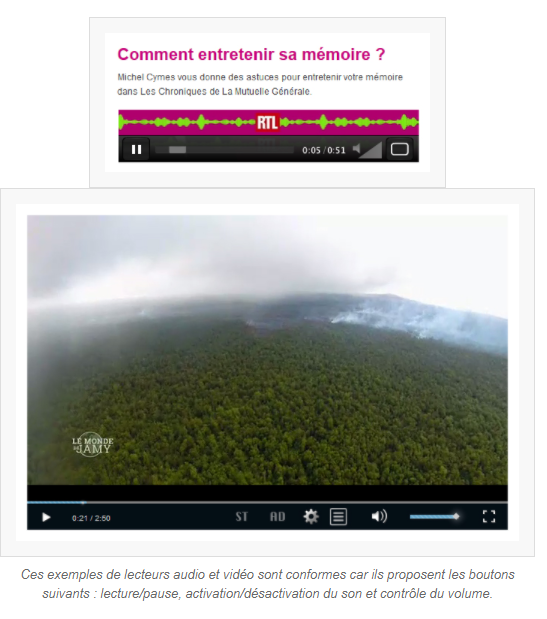 Comment entretenir sa mémoire ?
Michel Cymes vous donne des astuces pour entretenir votre mémoire
dans Les Chroniques de La Mutuelle Générale.
RTL
0:05 / 0:51
LE MONDE
DE JAMY
0:21 / 2:50
ST AD
Ces exemples de lecteurs audio et vidéo sont conformes car ils proposent les boutons
suivants : lecture/pause, activation/désactivation du son et contrôle du volume.